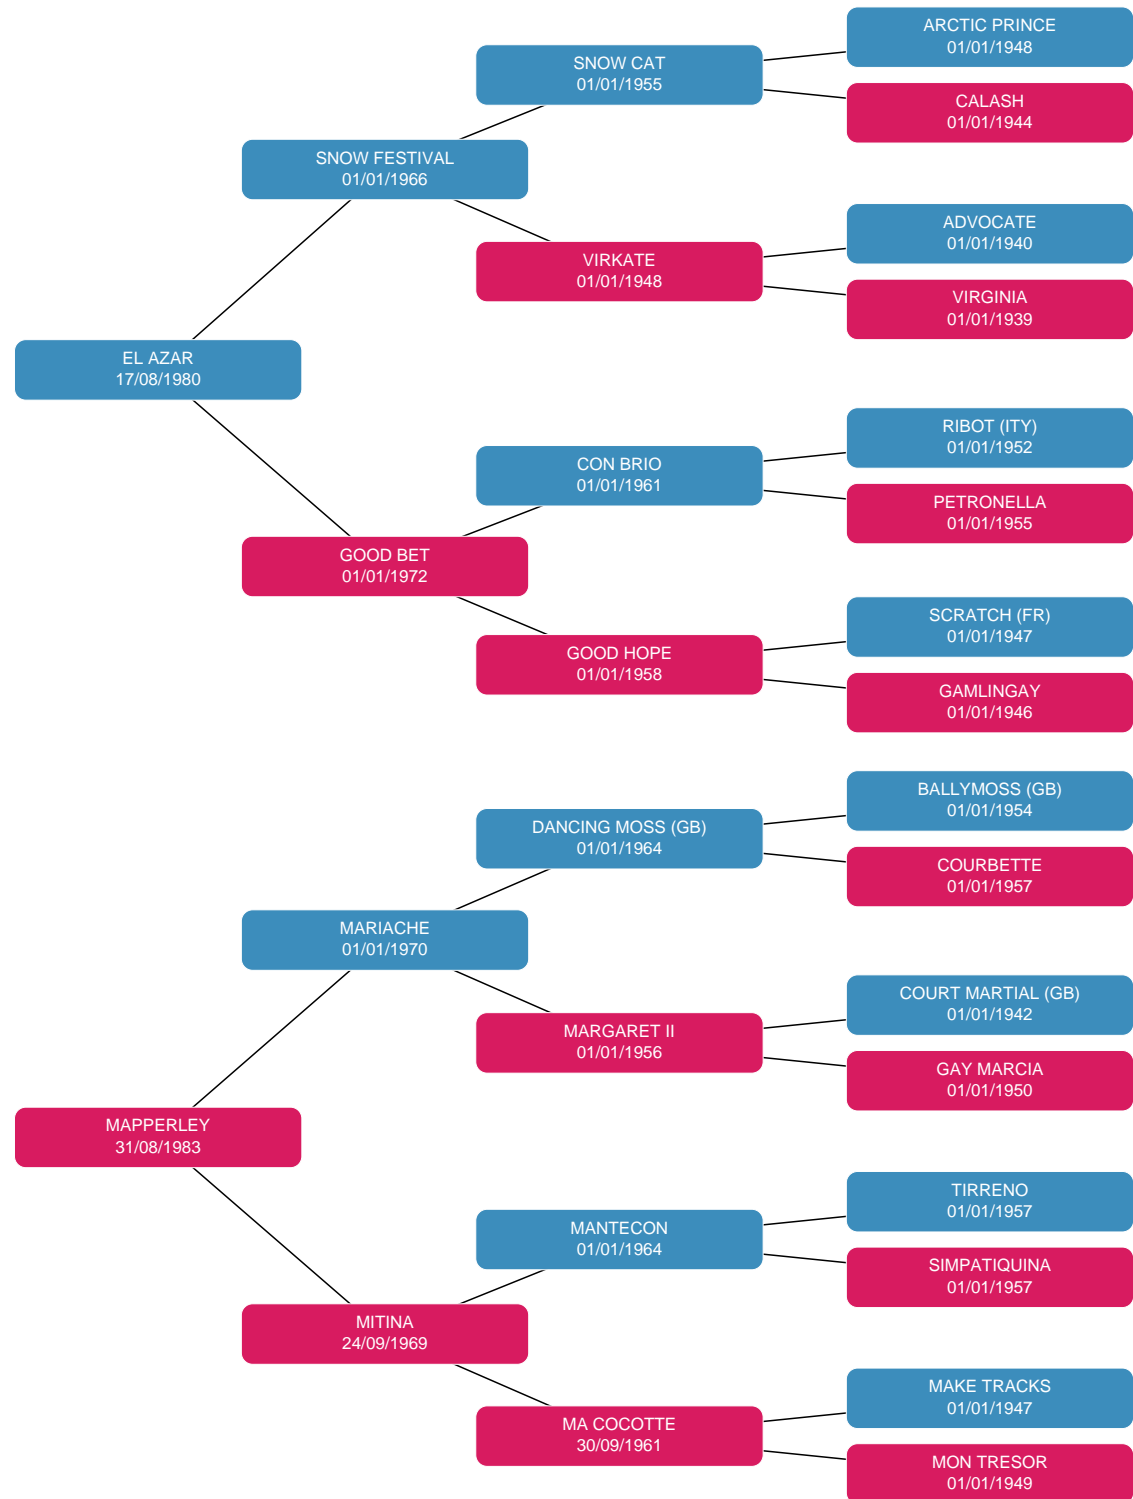 ARCTIC PRINCE
01/01/1948
SNOW CAT
01/01/1955
CALASH
01/01/1944
SNOW FESTIVAL
01/01/1966
ADVOCATE
01/01/1940
VIRKATE
01/01/1948
VIRGINIA
01/01/1939
EL AZAR
17/08/1980
RIBOT (ITY)
01/01/1952
CON BRIO
01/01/1961
PETRONELLA
01/01/1955
GOOD BET
01/01/1972
SCRATCH (FR)
01/01/1947
GOOD HOPE
01/01/1958
GAMLINGAY
01/01/1946
BALLYMOSS (GB)
01/01/1954
DANCING MOSS (GB)
01/01/1964
COURBETTE
01/01/1957
MARIACHE
01/01/1970
COURT MARTIAL (GB)
01/01/1942
MARGARET II
01/01/1956
GAY MARCIA
01/01/1950
MAPPERLEY
31/08/1983
TIRRENO
01/01/1957
MANTECON
01/01/1964
SIMPATIQUINA
01/01/1957
MITINA
24/09/1969
MAKE TRACKS
01/01/1947
MA COCOTTE
30/09/1961
MON TRESOR
01/01/1949